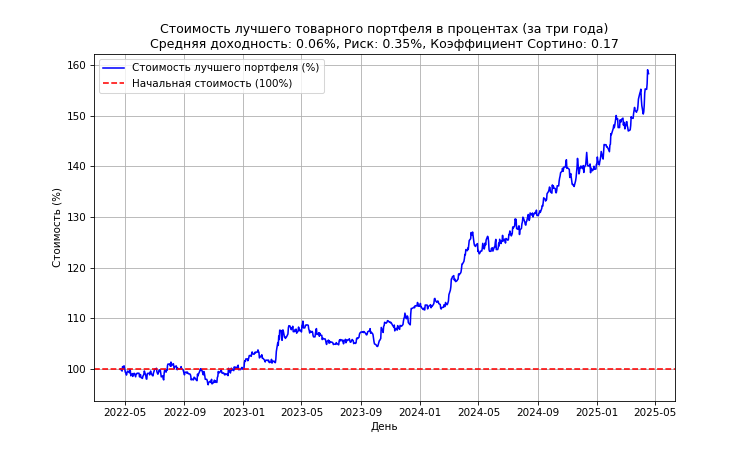 Стоимость лучшего товарного портфеля в процентах (за три года)
Средняя доходность: 0.06%, Риск: 0.35%, Коэффициент Сортино: 0.17
Стоимость лучшего портфеля (%)
Начальная стоимость (100%)
Стоимость (%)
160
150
140
130
120
110
100
2022-05
2022-09
2023-01
2023-05
2023-09
2024-01
2024-05
2024-09
2025-01
2025-05
День